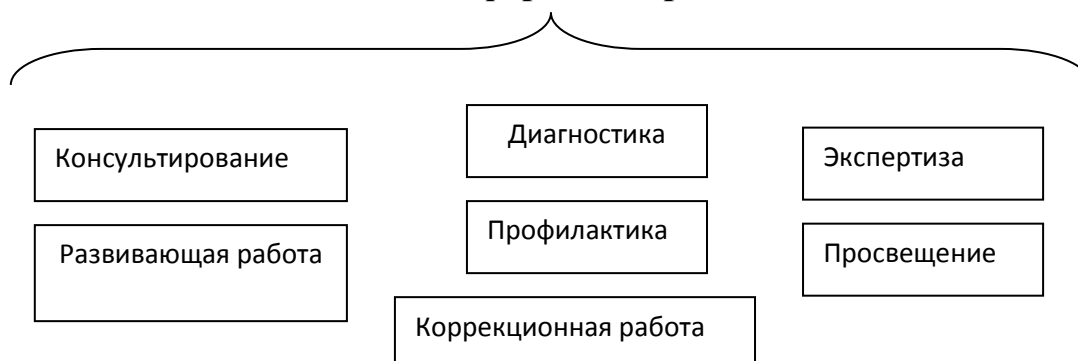 Консультирование
Диагностика
Экспертиза
Развивающая работа
Профилактика
Просвещение
Коррекционная работа